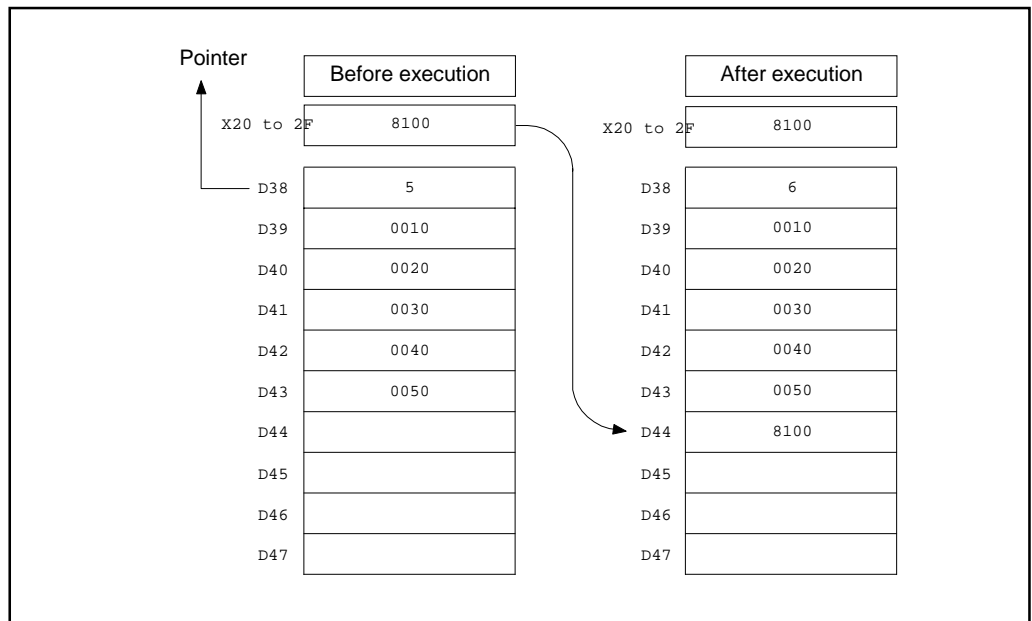 Pointer
Before execution After execution
X20 to 2F 8100 X20 to 2F 8100
D38 5 D38 6
D39 0010 D39 0010
D40 0020 D40 0020
D41 0030 D41 0030
D42 0040 D42 0040
D43 0050 D43 0050
D44 D44 8100
D45 D45
D46 D46
D47 D47